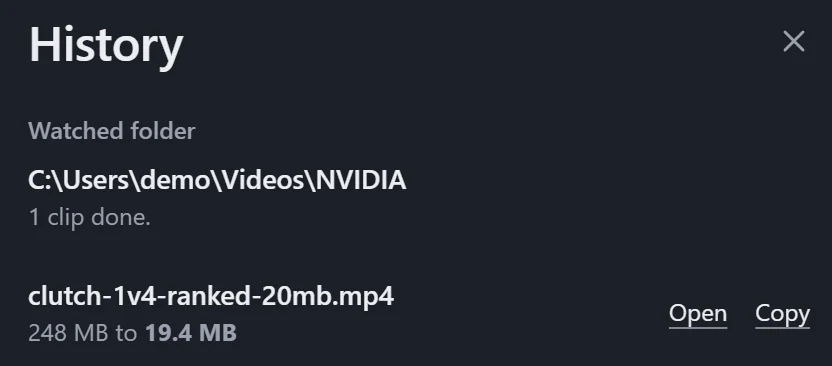 History
Watched folder
C:\Users\demo\Videos\NVIDIA
1 clip done.
clutch-1v4-ranked-20mb.mp4
248 MB to 19.4 MB
Open Copy